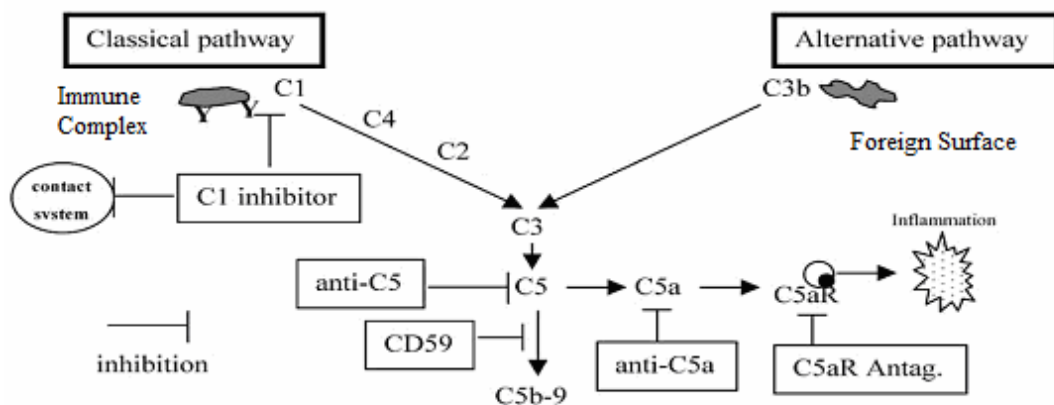 Classical pathway
Alternative pathway
Immune
Complex
Y Y
C1
C3b
C4
C2
Foreign Surface
contact
svstem
C1 inhibitor
C3
Inflammation
anti-C5
C5
C5a
C5aR
CD59
inhibition
anti-C5a
C5aR Antag.
C5b-9